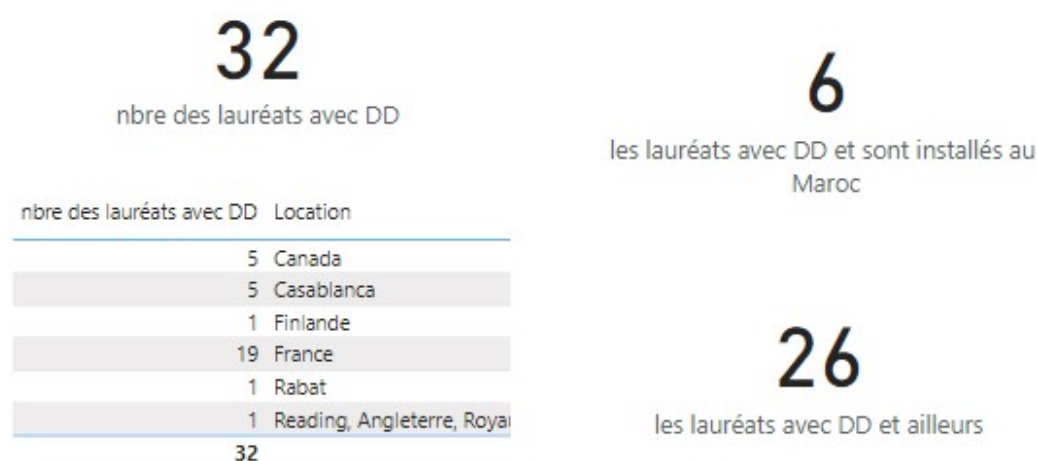 32
nbre des lauréats avec DD
6
les lauréats avec DD et sont installés au
Maroc
nbre des lauréats avec DD Location
5 Canada
5 Casablanca
1 Finlande
19 France
1 Rabat
1 Reading, Angleterre,
32
26
les lauréats avec DD et ailleurs